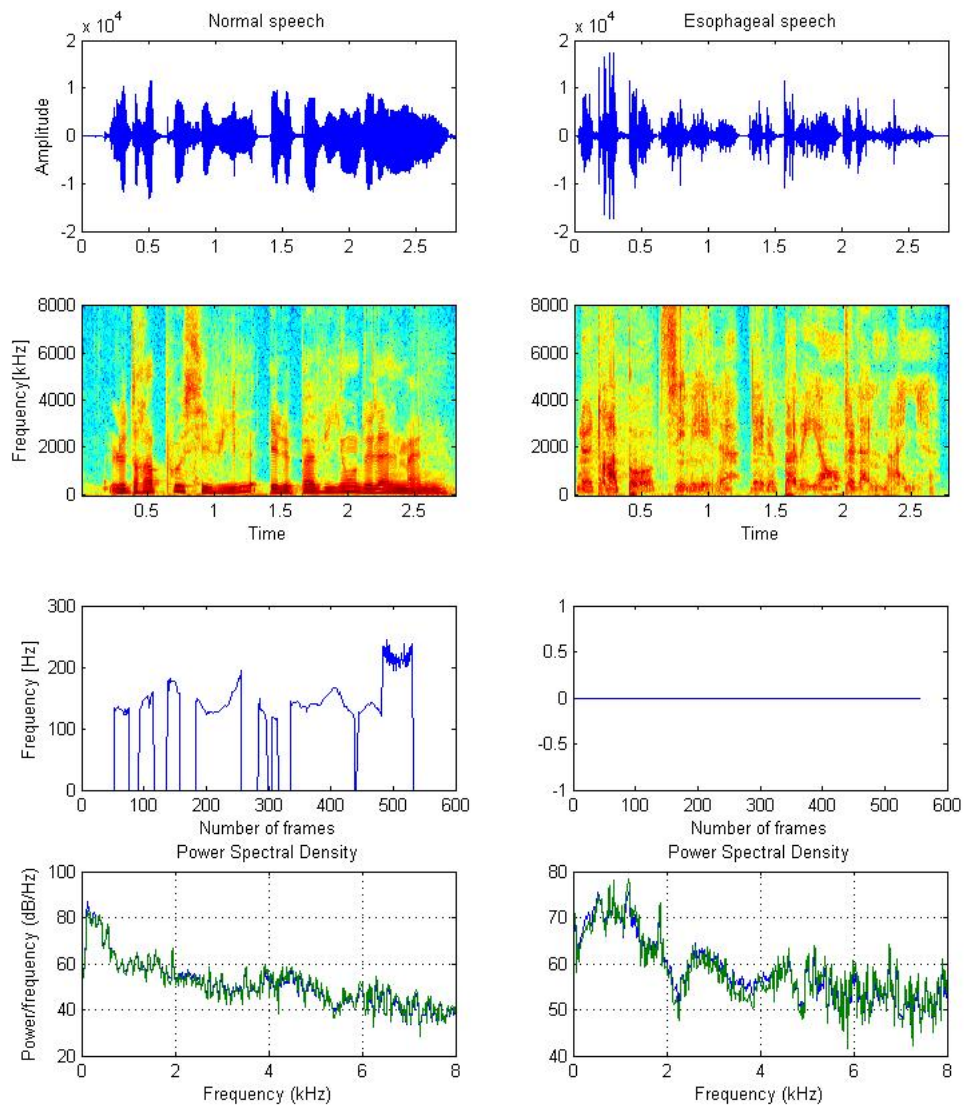 Normal speech
Esophageal speech
x 10^4
2
1
0
-1
-2
Amplitude
0 0.5 1 1.5 2 2.5
x 10^4
2
1
0
-1
-2
0 0.5 1 1.5 2 2.5
8000
6000
4000
2000
0
Frequency[kHz]
0.5 1 1.5 2 2.5
Time
8000
6000
4000
2000
0
0.5 1 1.5 2 2.5
Time
300
200
100
0
Frequency [Hz]
0 100 200 300 400 500 600
Number of frames
1
0.5
0
-0.5
-1
0 100 200 300 400 500 600
Number of frames
Power Spectral Density
100
80
60
40
20
Power/frequency (dB/Hz)
0 2 4 6 8
Frequency (kHz)
Power Spectral Density
80
70
60
50
40
0 2 4 6 8
Frequency (kHz)